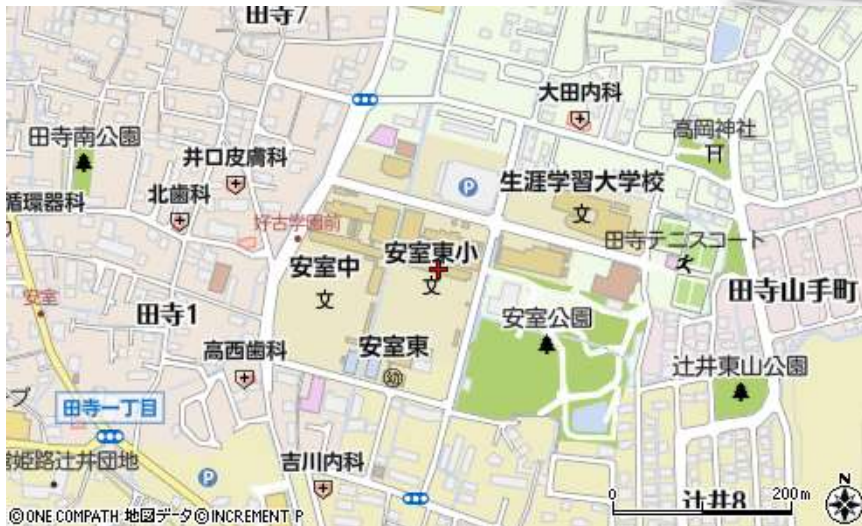 田寺7
大田内科
高岡神社
田寺南公園
井口皮膚科
生涯学習大学校
北歯科
循環器科
好古学園前
田寺テニスコート
安室東小
安室中
文
文
文
安室
田寺1
田寺山手町
安室公園
高西歯科
安室東
辻井東山公園
田寺一丁目
姫路辻井団地
吉川内科
P
P
0
200m
辻井8
N
©ONE COMPATH 地図データ©INCREMENT P